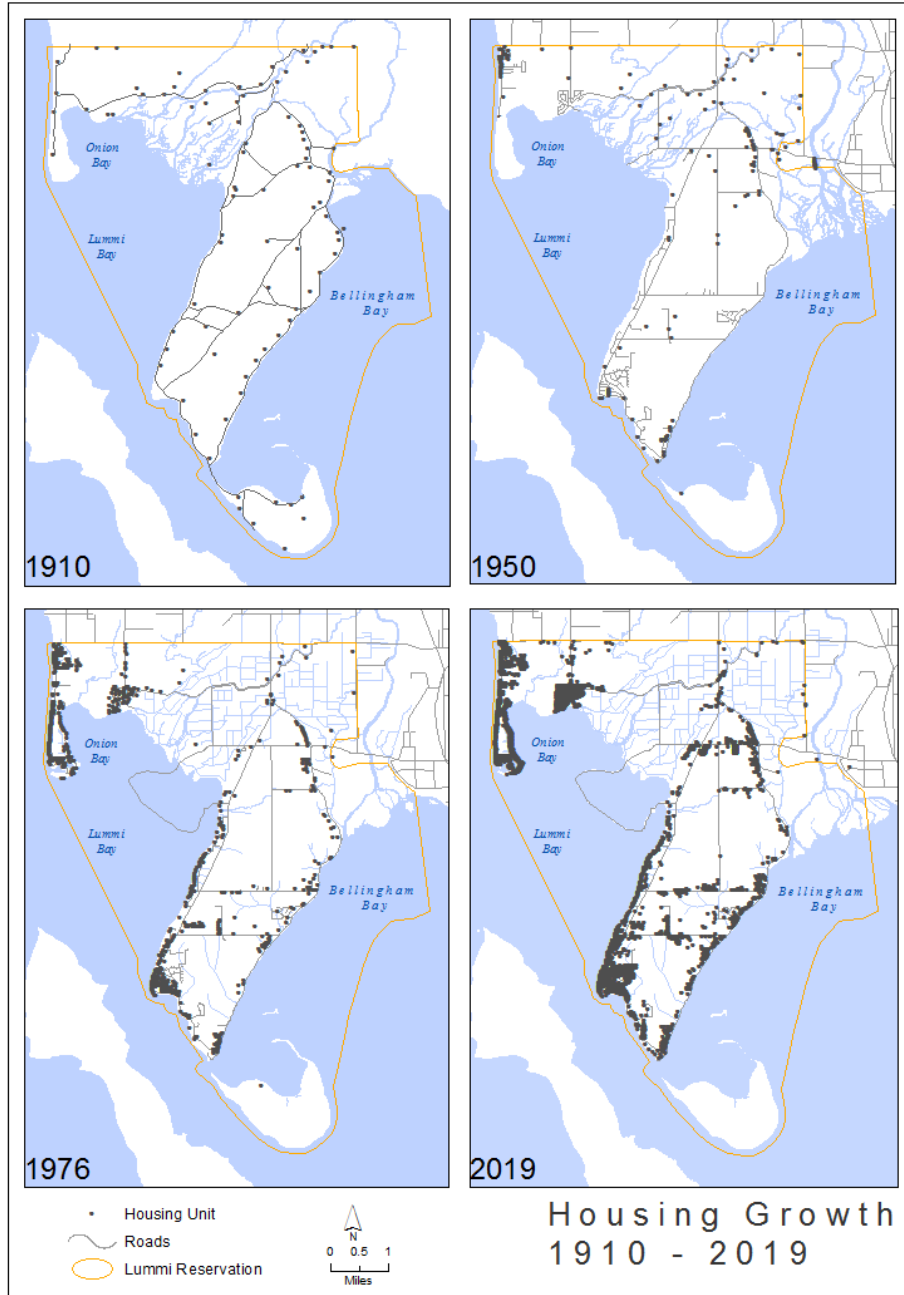 Onion
Bay
Lummi
Bay
Bellingham
Bay
1910
Onion
Bay
Lummi
Bay
Bellingham
Bay
1950
Onion
Bay
Lummi
Bay
Bellingham
Bay
1976
Onion
Bay
Lummi
Bay
Bellingham
Bay
2019
Housing Unit
Roads
Lummi Reservation
N
0 0.5 1
Miles
Housing Growth
1910 - 2019